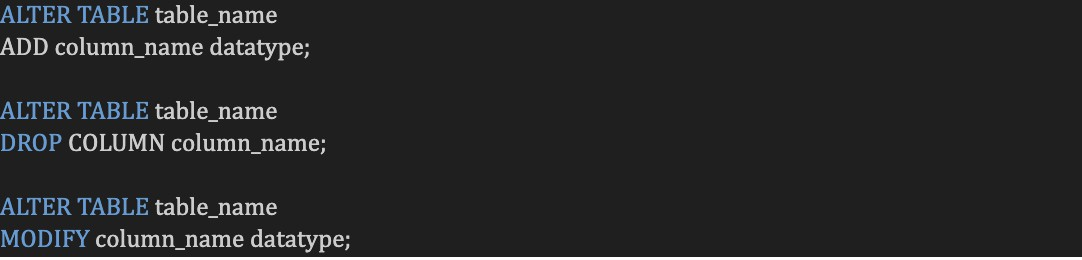 ALTER TABLE table_name
ADD column_name datatype;
ALTER TABLE table_name
DROP COLUMN column_name;
ALTER TABLE table_name
MODIFY column_name datatype;